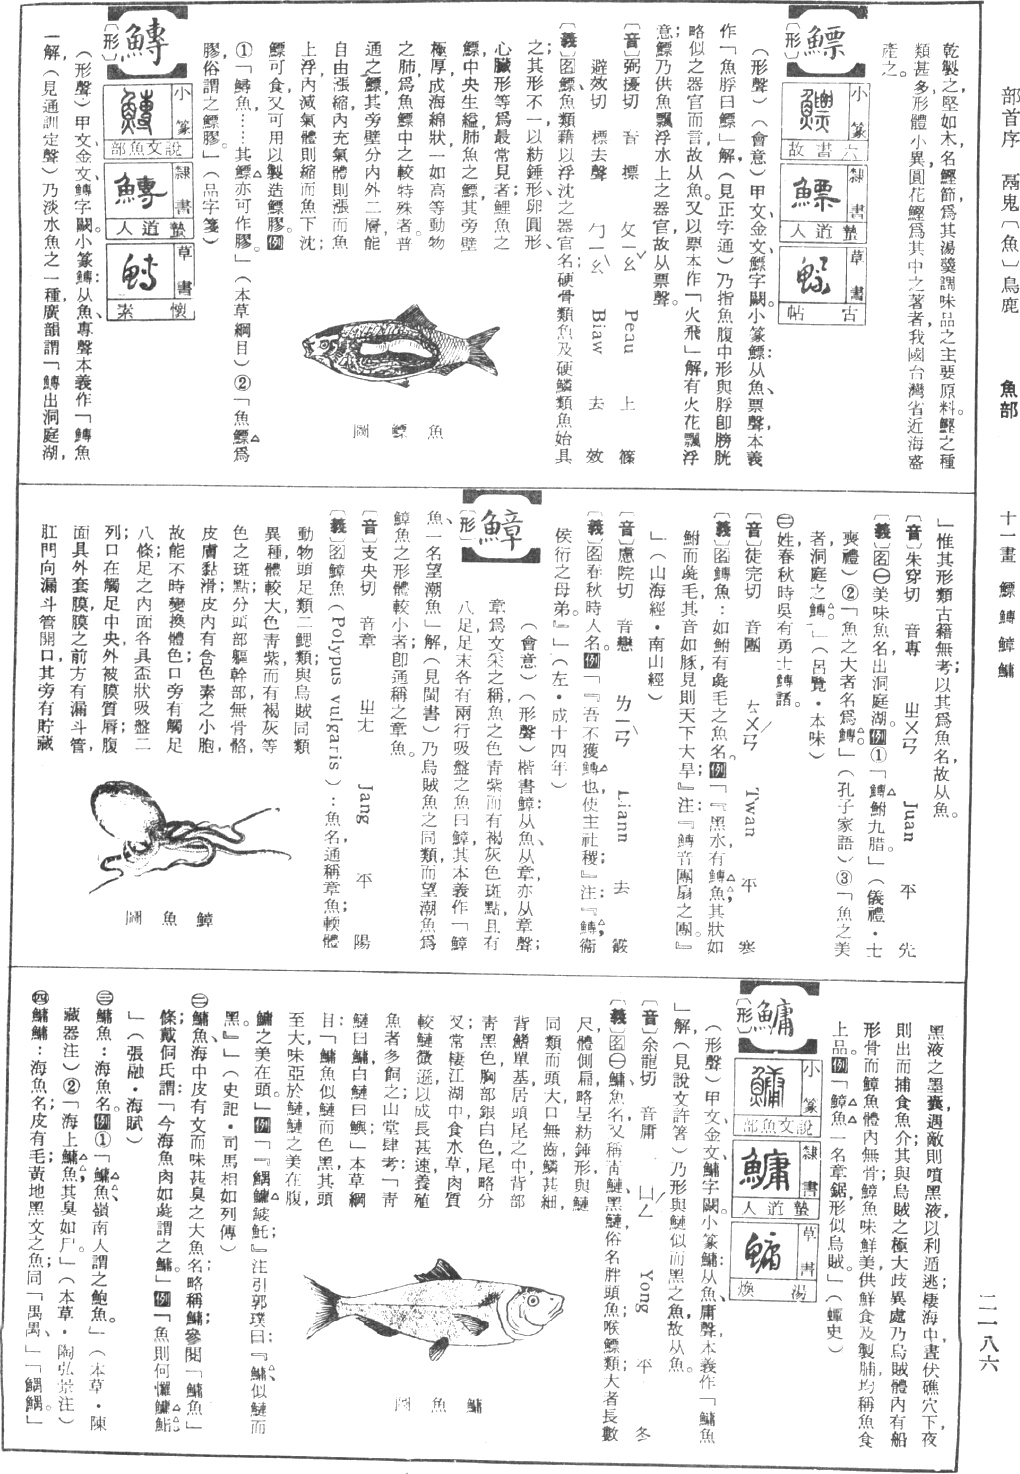 部首序　鬲鬼〔魚〕鳥鹿　　魚部　　十一畫　鰾鱄鱆鱅　　二一八六
乾製之，堅如木，名鰹節，爲其湯羹調味品之主要原料。鰹之種
類甚多，形體小異，圓花鰹爲其中之著者，我國台灣省近海盛
產之。
鰾
〔形〕
小篆　六書故
隸書　蟄道人
草書　古帖
（形聲）（會意）甲文、金文、鰾字闕。小篆鰾：从魚、票聲，本義
作「魚脬曰鰾」解，（見正字通）乃指魚腹中形與脬卽膀胱
略似之器官而言，故从魚。又以票本作「火飛」解，有火花飄浮
意，鰾乃供魚飄浮水上之器官，故从票聲。
〔音〕弼擾切　音　標　ㄆㄧㄠˇ　Peau　上　篠
避效切　標去聲　ㄅㄧㄠˋ　Biaw　去　效
〔義〕名鰾，魚類藉以浮沈之器官名；硬骨類魚及硬鱗類魚始具
之，其形不一，以紡錘形、卵圓形、
心臟形等爲最常見者；鯉魚之
鰾中央生縊；肺魚之鰾，其旁壁
極厚，成海綿狀，一如高等動物
之肺，爲魚鰾中之較特殊者。普
通之鰾，其旁壁分內外二層，能
自由漲縮，內充氣體則漲而魚
上浮，內減氣體則縮而魚下沈；
鰾可食，又可用以製造鰾膠。例
①「鱘魚……其鰾亦可作膠。」（本草綱目）②「魚鰾爲
膠，俗謂之鰾膠。」（品字箋）
魚鰾圖
鱄
〔形〕
小篆　說文魚部
隸書　蟄道人
草書　懷素
（形聲）甲文、金文、鱄字闕。小篆鱄：从魚、專聲，本義作「鱄魚
一解，（見通訓定聲）乃淡水魚之一種，廣韻謂「鱄出洞庭湖，
」惟其形類古籍無考；以其爲魚名，故从魚。
〔音〕朱穿切　音專　ㄓㄨㄢ　Juan　平　先
〔義〕名㊀美味魚名，出洞庭湖。例①「鱄鮒九腊。」（儀禮・士
喪禮）②「魚之大者名爲鱄。」（孔子家語）③「魚之美
者，洞庭之鱄。」（呂覽・本味）
㊁姓，春秋時吳有勇士鱄諸。
〔音〕徒完切　音團　ㄊㄨㄢˊ　Twan　平　寒
〔義〕名鱄魚：如鮒有彘毛之魚名。例「『黑水有鱄魚，其狀如
鮒而彘毛，其音如豚，見則天下大旱；』注：『鱄音團扇之團。』
」（山海經・南山經）
〔音〕慮院切　音戀　ㄌㄧㄢˋ　Liann　去　霰
〔義〕名春秋時人名。例「『吾不獲鱄也，使主社稷；』注：『鱄，衞
侯衎之母弟。』」（左・成十四年）
鱆
〔形〕
（會意）（形聲）楷書鱆：从魚、从章，亦从章聲；
章爲文采之稱，魚之色青紫而有褐灰色斑點，且有
八足，足末各有兩行吸盤之魚曰鱆，其本義作「鱆
魚，一名望潮魚」解，（見閩書）乃烏賊魚之同類，而望潮魚爲
鱆魚之形體較小者；卽通稱之章魚。
〔音〕支央切　音章　ㄓㄤ　Jang　平　陽
〔義〕名鱆魚（Polypus vulgaris）：魚名，通稱章魚；軟體
動物頭足類二鰓類；與烏賊同類
異種，體較大，色靑紫而有褐灰等
色之斑點；分頭部軀幹部，無骨骼，
皮膚黏滑；皮內有含色素之小胞，
故能不時變換體色；口旁有觸足
八條；足之內面各具盃狀吸盤二
列；口在觸足中央，外被膜質脣，腹
面具外套膜，膜之前方有漏斗管，
肛門向漏斗管開口，其旁有貯藏
鱆魚圖
黑液之墨囊，遇敵則噴黑液，以利遁逃；棲海中，晝伏礁穴下，夜
則出而捕食魚介；其與烏賊之極大歧異處，乃烏賊體內有船
形骨，而鱆魚體內無骨；鱆魚味鮮美，供鮮食及製脯，均稱魚食
上品。例「鱆魚，一名章鋸，形似烏賊。」（蟫史）
鱅
〔形〕
小篆　說文魚部
隸書　蟄道人
草書　湯煥
（形聲）甲文、金文、鱅字闕。小篆鱅：从魚、庸聲，本義作「鱅魚
」解，（見說文許箸）乃形與鰱似而黑之魚，故从魚。
〔音〕余龍切　音庸　ㄩㄥˊ　Yong　平　冬
〔義〕名㊀鱅，魚名，又稱靑鰱、黑鰱，俗名胖頭魚；喉鰾類；大者長數
尺，體側扁，略呈紡錘形；與鰱
同類而頭大，口無齒，鱗甚細，
背鰭單基，居頭尾之中；背部
靑黑色，胸部銀白色，尾略分
叉；常棲江湖中，食水草；肉質
較鰱微遜，以成長甚速，養殖
魚者多飼之；山堂肆考：「靑
鰱曰鱅，白鰱曰鱮」；本草綱
目：「鱅魚似鰱而色黑，其頭
至大，味亞於鰱；鰱之美在腹，
鱅之美在頭。」例「『鰅鱅鰬魠』注引郭璞曰：『鱅似鰱而
黑。』」（史記・司馬相如列傳）
㊁鱅魚，海中皮有文而味甚臭之大魚名；略稱鱅，參閱「鱅魚」
條；戴侗氏謂：「今海魚肉如彘，謂之鱅。」例「魚則何㔶鱅鮨
」（張融・海賦）
㊂鱅魚：海魚名。例①「鱅魚，嶺南人謂之鮑魚。」（本草・陳
藏器注）②「海上鱅魚，其臭如尸。」（本草・陶弘景注）
㊃鱅鱅：海魚名；皮有毛，黃地黑文之魚；同「禺禺」、「鰅鰅。」
鱅魚圖